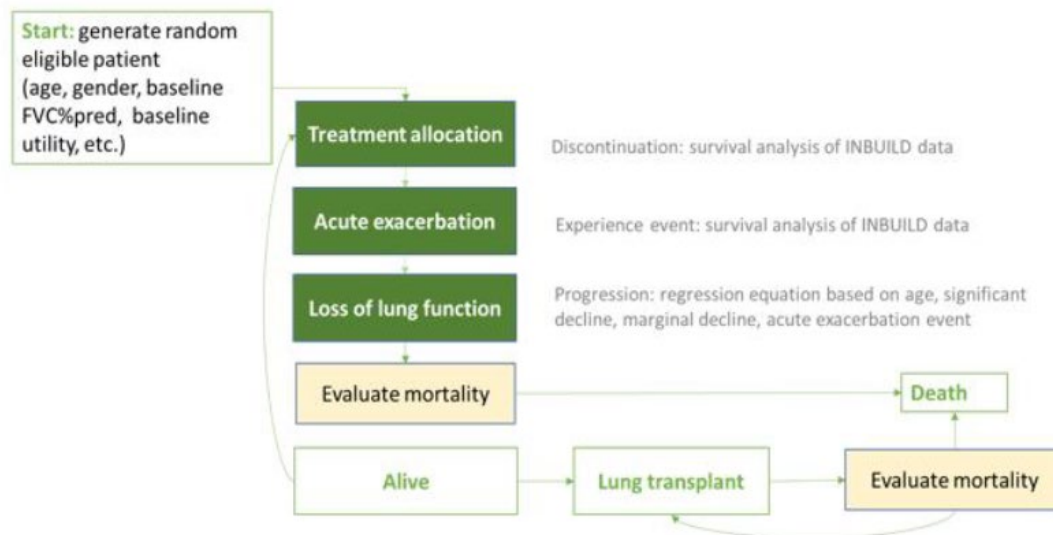 Start: generate random
eligible patient
(age, gender, baseline
FVC%pred, baseline
utility, etc.)
Treatment allocation
Discontinuation: survival analysis of INBUILD data
Acute exacerbation
Experience event: survival analysis of INBUILD data
Loss of lung function
Progression: regression equation based on age, significant
decline, marginal decline, acute exacerbation event
Evaluate mortality
Death
Alive
Lung transplant
Evaluate mortality